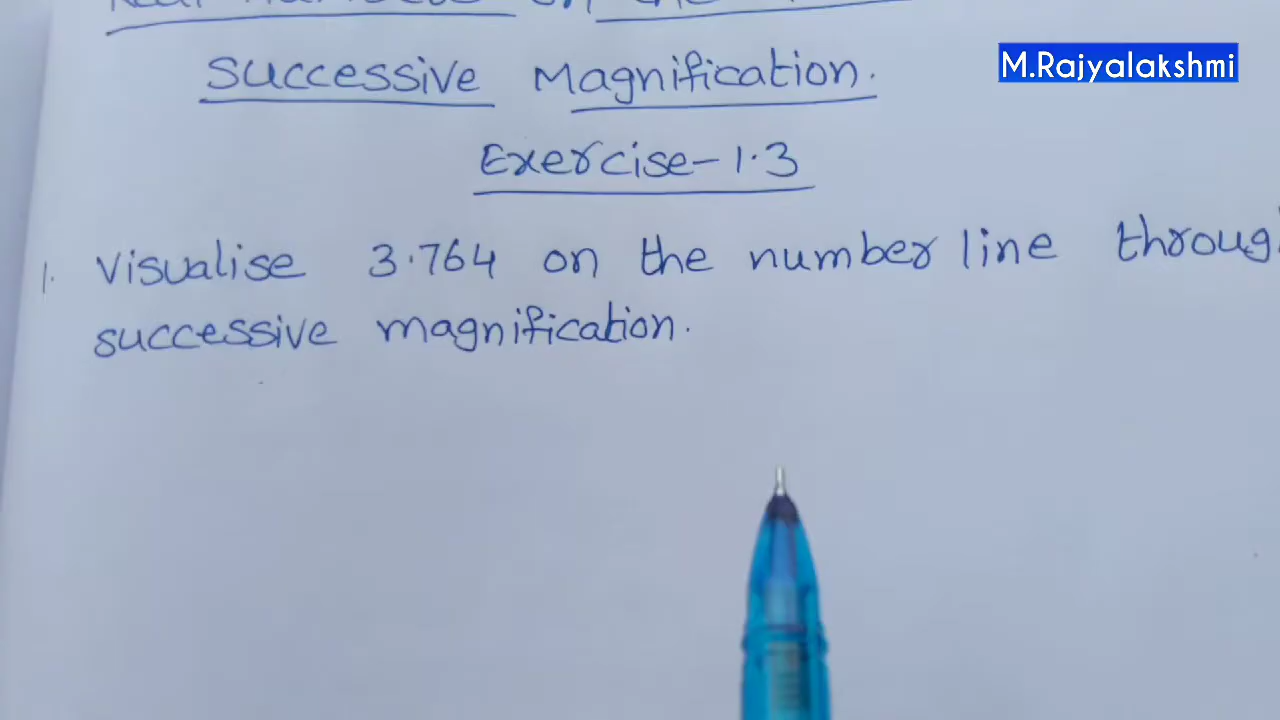 Successive Magnification.
M.Rajyalakshmi
Exercise-1.3
1. Visualise 3.764 on the number line throug
successive magnification.